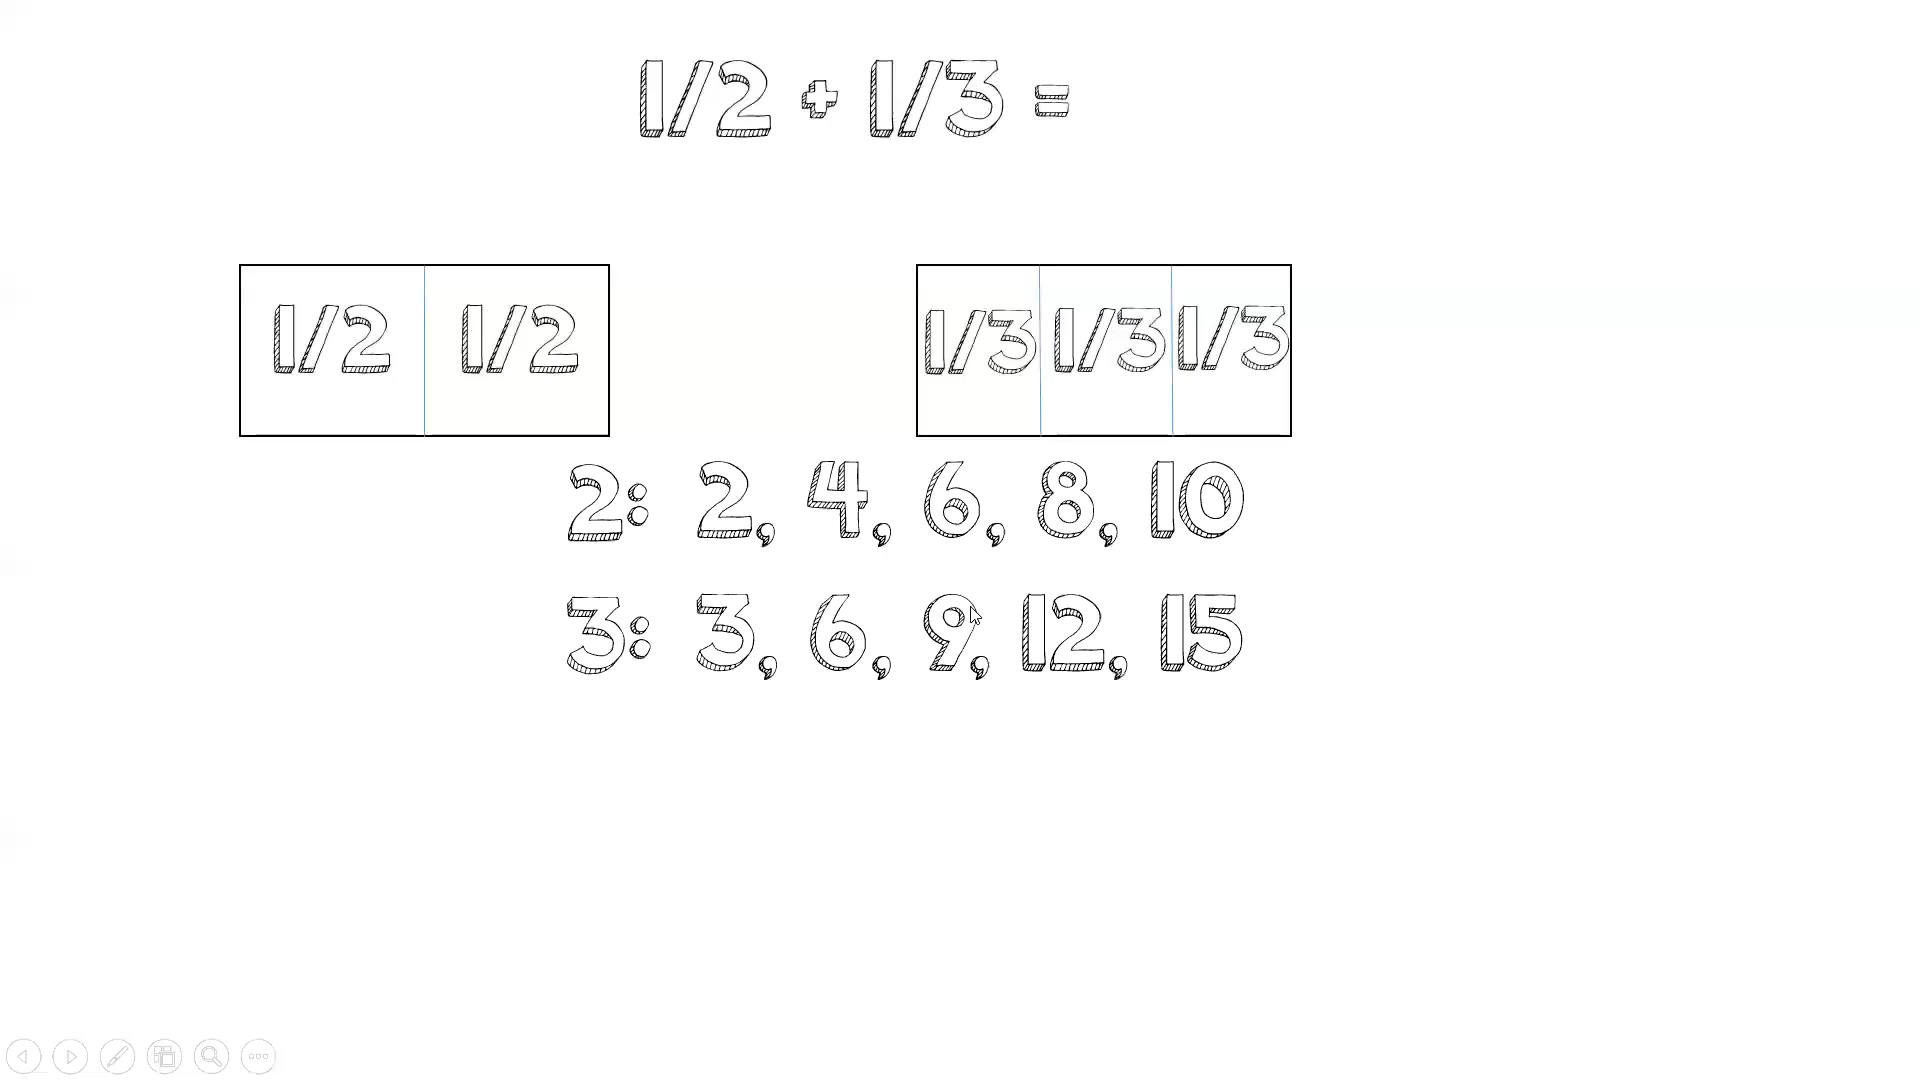 1/2 + 1/3 =
1/2 1/2 1/3 1/3 1/3
2: 2, 4, 6, 8, 10
3: 3, 6, 9, 12, 15